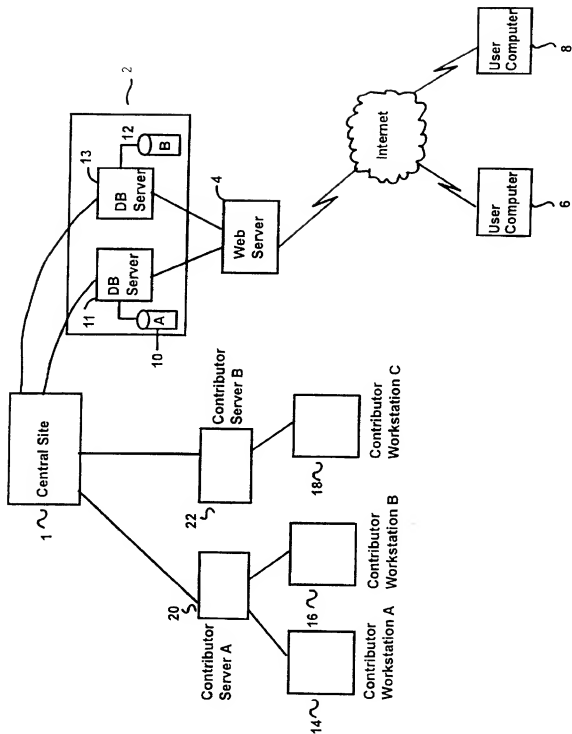 1
Central Site
2
13
DB
Server
12
B
11
DB
Server
A
10
4
Web
Server
Internet
User
Computer
6
User
Computer
8
20
Contributor
Server A
22
Contributor
Server B
14
Contributor
Workstation A
16
Contributor
Workstation B
18
Contributor
Workstation C